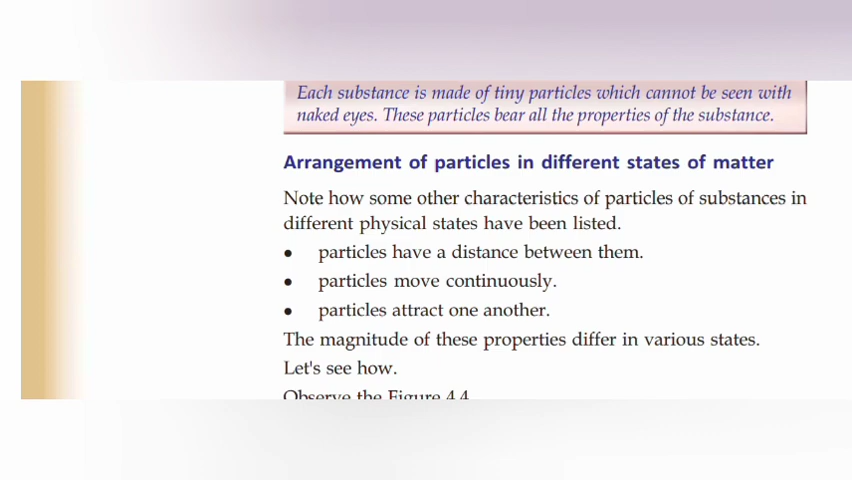 Each substance is made of tiny particles which cannot be seen with
naked eyes. These particles bear all the properties of the substance.
Arrangement of particles in different states of matter
Note how some other characteristics of particles of substances in
different physical states have been listed.
• particles have a distance between them.
• particles move continuously.
• particles attract one another.
The magnitude of these properties differ in various states.
Let's see how.
Observe the Figure 4.4